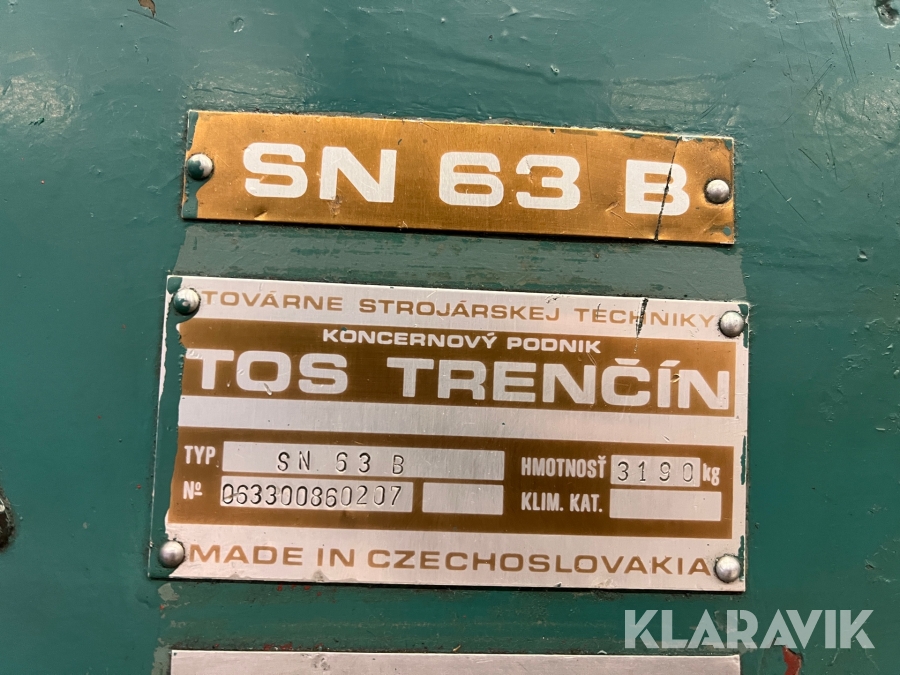 SN 63 B
TOVÁRNE STROJÁRSKEJ TECHNIKY
KONCERNOVÝ PODNIK
TOS TRENČÍN
TYP SN 63 B HMOTNOSŤ 3190 kg
Nº 063300860207 KLIM. KAT.
MADE IN CZECHOSLOVAKIA
KLARAVIK